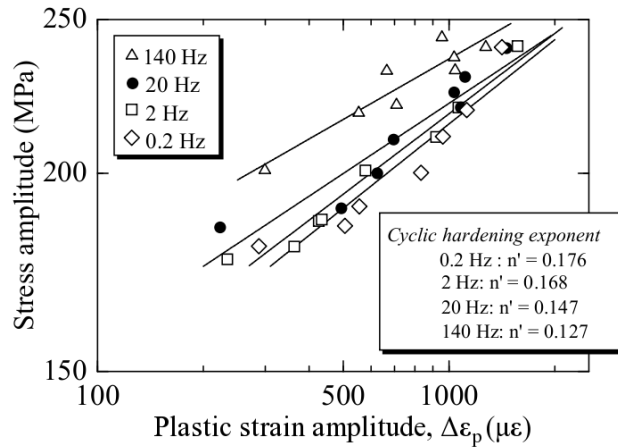 250
200
150
Stress amplitude (MPa)
140 Hz
20 Hz
2 Hz
0.2 Hz
Cyclic hardening exponent
0.2 Hz : n' = 0.176
2 Hz: n' = 0.168
20 Hz: n' = 0.147
140 Hz: n' = 0.127
100
500
1000
Plastic strain amplitude, Δεp (με)